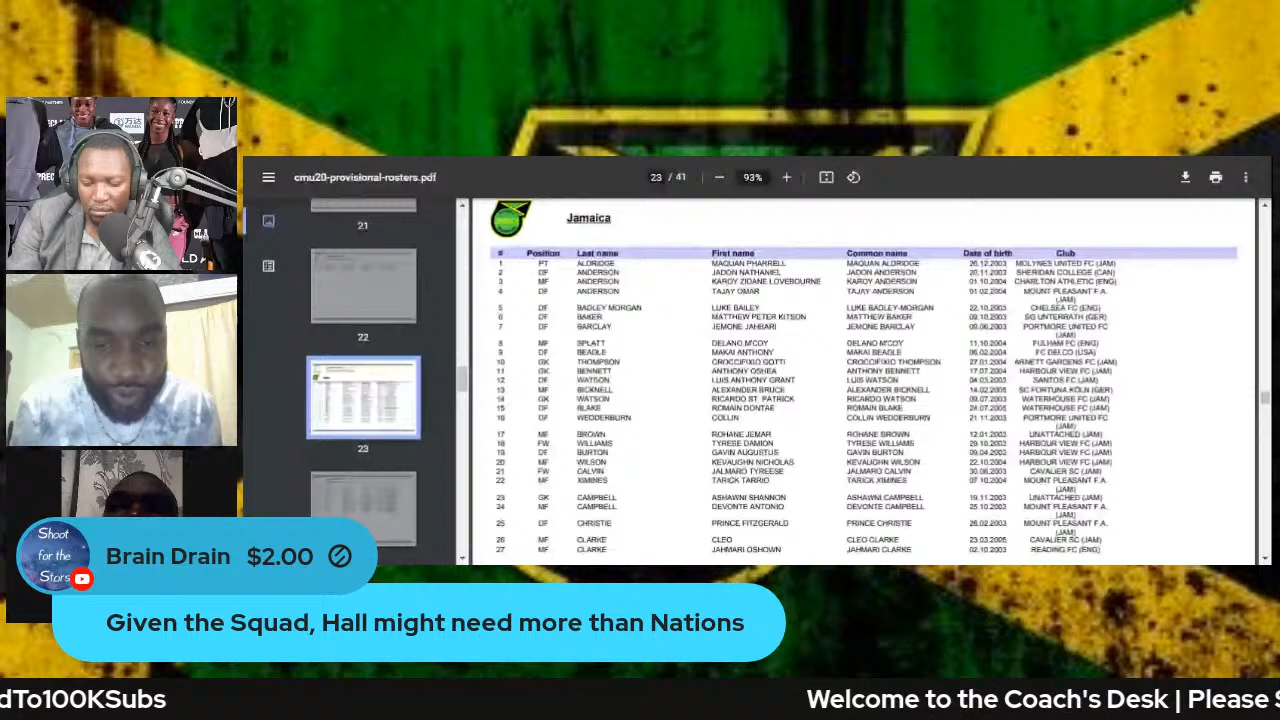 cmu20-provisional-rosters.pdf
23 / 41
93%
21
22
23
Jamaica
# Position Last name First name Common name Date of birth Club
1 PT ALDRIDGE MAQUAN PHARRELL MAQUAN ALDRIDGE 26.12.2003 MOLYNES UNITED FC (JAM)
2 DF ANDERSON JADON NATHANIEL JADON ANDERSON 20.11.2003 SHERIDAN COLLEGE (CAN)
3 MF ANDERSON KAROY ZIDANE LOVEBOURNE KAROY ANDERSON 01.10.2004 CHARLTON ATHLETIC (ENG)
4 DF ANDERSON TAJAY OMAR TAJAY ANDERSON 01.02.2004 MOUNT PLEASANT F.A.
(JAM)
5 DF BADLEY MORGAN LUKE BAILEY LUKE BADLEY-MORGAN 22.10.2003 CHELSEA FC (ENG)
6 DF BAKER MATTHEW PETER KITSON MATTHEW BAKER 09.10.2003 SG UNTERRATH (GER)
7 DF BARCLAY JEMONE JAHBARI JEMONE BARCLAY 09.06.2003 PORTMORE UNITED FC
(JAM)
8 MF SPLATT DELANO M'COY DELANO M'COY 11.10.2004 FULHAM FC (ENG)
9 DF BEADLE MAKAI ANTHONY MAKAI BEADLE 06.02.2004 FC DELCO (USA)
10 GK THOMPSON CROCCIFIXIO GOTTI CROCCIFIXIO THOMPSON 27.01.2004 ARNETT GARDENS FC (JAM)
11 GK BENNETT ANTHONY OSHEA ANTHONY BENNETT 17.07.2004 HARBOUR VIEW FC (JAM)
12 DF WATSON LUIS ANTHONY GRANT LUIS WATSON 04.03.2003 SANTOS FC (JAM)
13 MF BICKNELL ALEXANDER BRUCK ALEXANDER BICKNELL 14.02.2005 SC FORTUNA KÖLN (GER)
14 GK WATSON RICARDO ST PATRICK RICARDO WATSON 09.07.2003 WATERHOUSE FC (JAM)
15 DF BLAKE ROMAIN DONTAE ROMAIN BLAKE 24.07.2005 WATERHOUSE FC (JAM)
16 DF WEDDERBURN COLLIN COLLIN WEDDERBURN 21.11.2003 PORTMORE UNITED FC
(JAM)
17 MF BROWN ROHANE JEMAR ROHANE BROWN 12.01.2003 UNATTACHED (JAM)
18 FW WILLIAMS TYRESE DAMION TYRESE WILLIAMS 29.10.2003 HARBOUR VIEW FC (JAM)
19 DF BURTON GAVIN AUGUSTUS GAVIN BURTON 09.04.2003 HARBOUR VIEW FC (JAM)
20 MF WILSON KEVAUGHN NICHOLAS KEVAUGHN WILSON 22.10.2004 HARBOUR VIEW FC (JAM)
21 FW CALVIN JALMARO TYREESE JALMARO CALVIN 30.06.2003 CAVALIER SC (JAM)
22 MF XIMINES TARICK TARRIO TARICK XIMINES 07.10.2004 MOUNT PLEASANT F.A.
(JAM)
23 GK CAMPBELL ASHAWNI SHANNON ASHAWNI CAMPBELL 19.11.2003 UNATTACHED (JAM)
24 MF CAMPBELL DEVONTE ANTONIO DEVONTE CAMPBELL 25.10.2003 MOUNT PLEASANT F.A.
(JAM)
25 DF CHRISTIE PRINCE FITZGERALD PRINCE CHRISTIE 26.02.2003 MOUNT PLEASANT F.A.
(JAM)
26 MF CLARKE CLEO CLEO CLARKE 23.03.2005 CAVALIER SC (JAM)
27 MF CLARKE JAHMARI OSHOWN JAHMARI CLARKE 02.10.2003 READING FC (ENG)
Shoot
for the
Stars
Brain Drain $2.00
Given the Squad, Hall might need more than Nations
dTo100KSubs
Welcome to the Coach's Desk | Please S